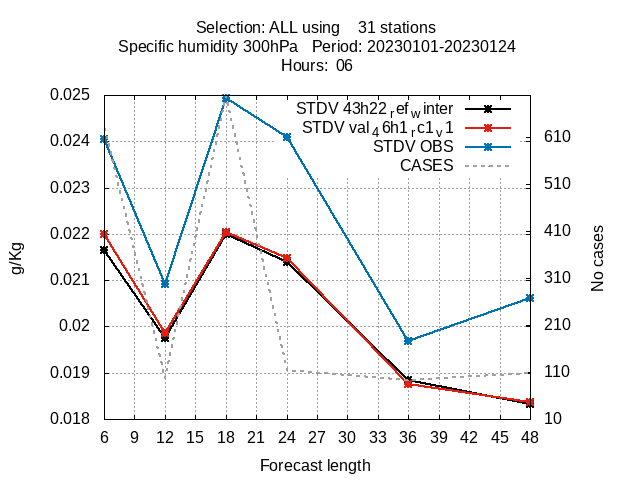 Selection: ALL using    31 stations
Specific humidity 300hPa   Period: 20230101-20230124
Hours:  06
0.025
0.024
0.023
0.022
0.021
0.02
0.019
0.018
g/Kg
STDV 43h22ref winter
STDV val46h1rc1v1
STDV OBS
CASES
610
510
410
310
210
110
10
No cases
6 9 12 15 18 21 24 27 30 33 36 39 42 45 48
Forecast length